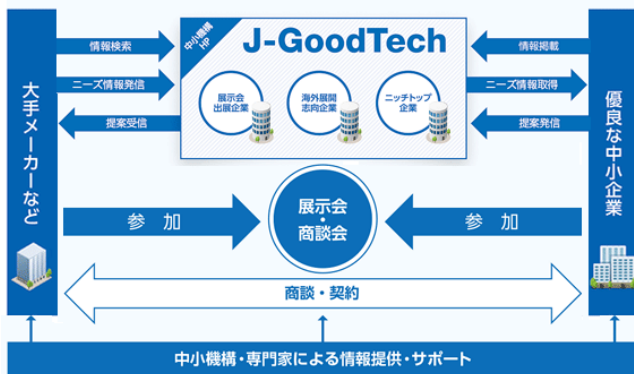 中小機構
HP
J-GoodTech
情報検索
ニーズ情報発信
提案受信
展示会
出展企業
海外展開
志向企業
ニッチトップ
企業
情報掲載
ニーズ情報取得
提案発信
大手メーカーなど
優良な中小企業
参加
展示会
・
商談会
参加
商談・契約
中小機構・専門家による情報提供・サポート